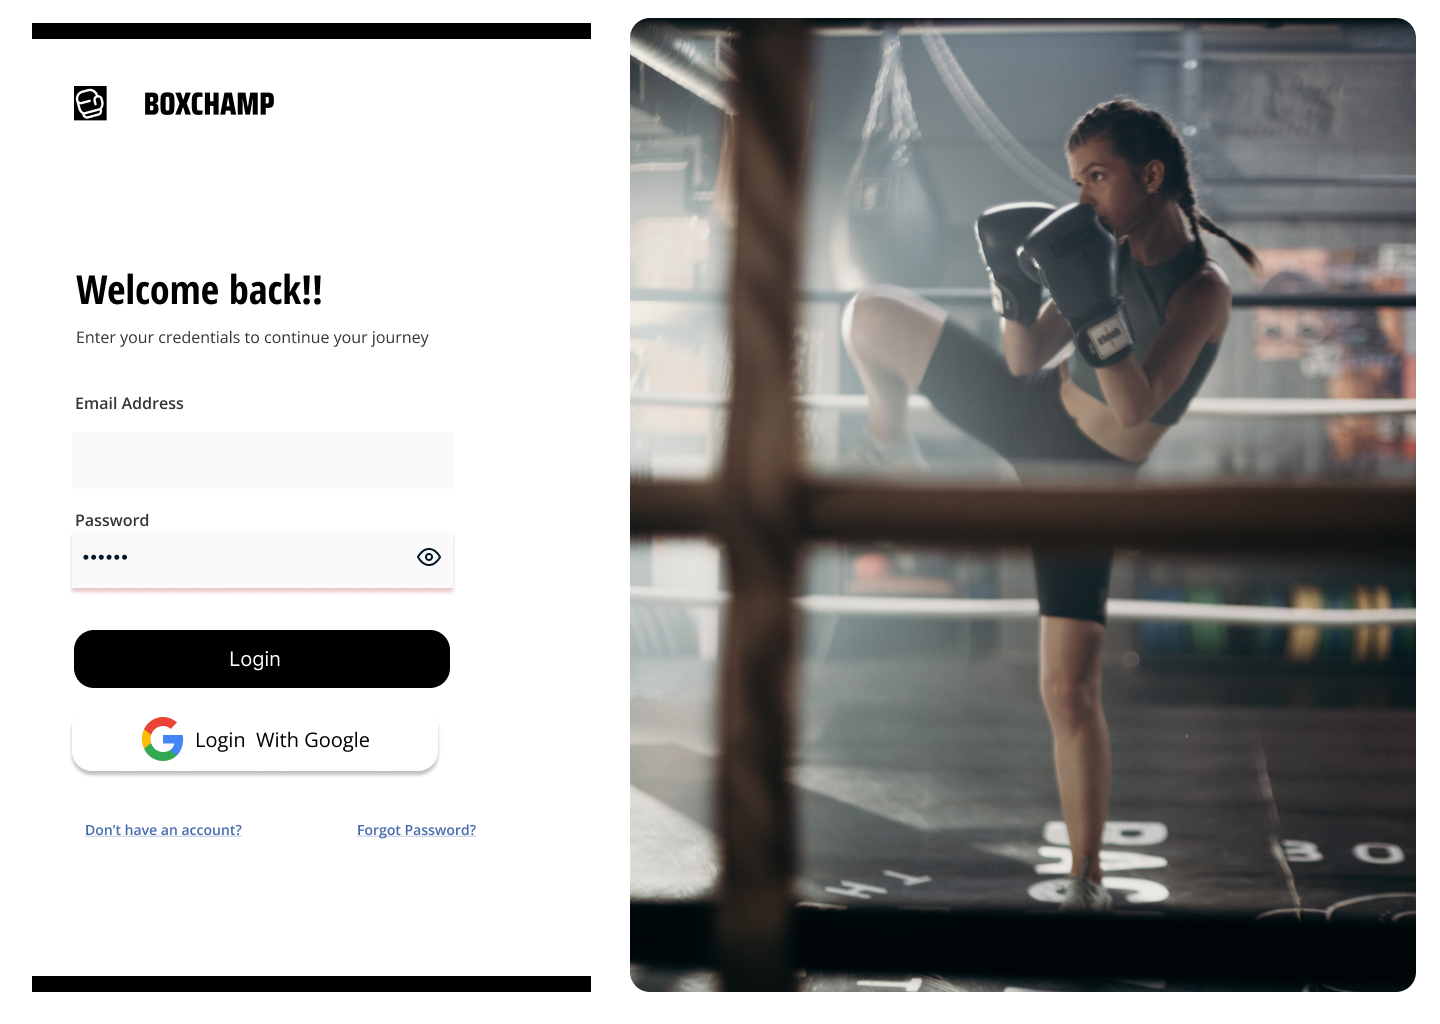 BOXCHAMP
Welcome back!!
Enter your credentials to continue your journey
Email Address
Password
••••••
Login
Login  With Google
Don’t have an account?
Forgot Password?